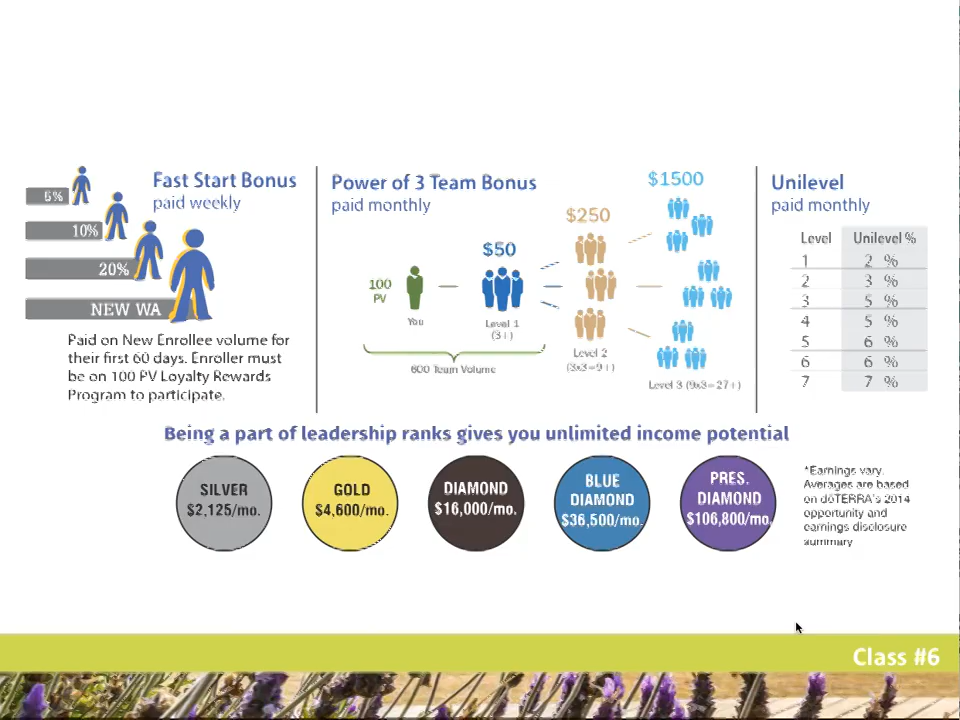 Fast Start Bonus
paid weekly
5%
10%
20%
NEW WA
Paid on New Enrollee volume for
their first 60 days. Enroller must
be on 100 PV Loyalty Rewards
Program to participate.
Power of 3 Team Bonus
paid monthly
100
PV
You
$50
Level 1
(3+)
600 Team Volume
$250
Level 2
(3x3=9+)
$1500
Level 3 (9x3=27+)
Unilevel
paid monthly
Level Unilevel %
1 2 %
2 3 %
3 5 %
4 5 %
5 6 %
6 6 %
7 7 %
Being a part of leadership ranks gives you unlimited income potential
SILVER
$2,125/mo.
GOLD
$4,600/mo.
DIAMOND
$16,000/mo.
BLUE
DIAMOND
$36,500/mo.
PRES.
DIAMOND
$106,800/mo.
*Earnings vary.
Averages are based
on dōTERRA's 2014
opportunity and
earnings disclosure
summary
Class #6